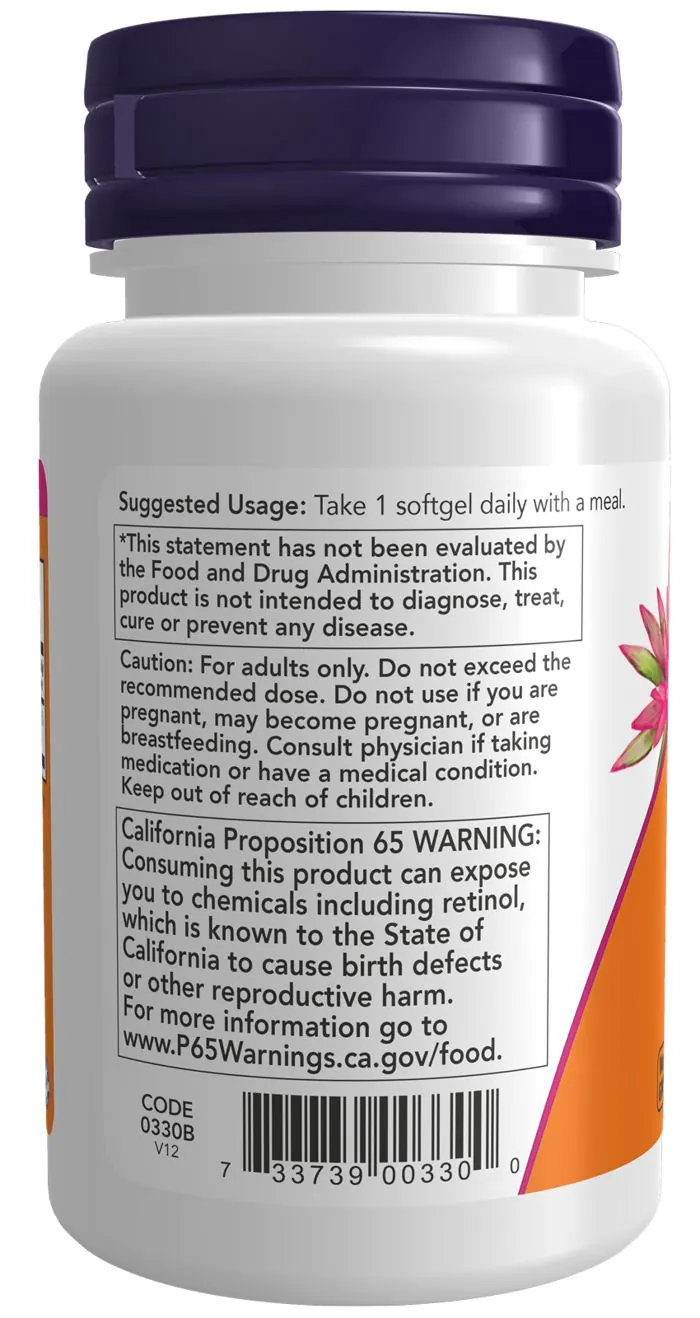 Suggested Usage: Take 1 softgel daily with a meal.
*This statement has not been evaluated by
the Food and Drug Administration. This
product is not intended to diagnose, treat,
cure or prevent any disease.
Caution: For adults only. Do not exceed the
recommended dose. Do not use if you are
pregnant, may become pregnant, or are
breastfeeding. Consult physician if taking
medication or have a medical condition.
Keep out of reach of children.
California Proposition 65 WARNING:
Consuming this product can expose
you to chemicals including retinol,
which is known to the State of
California to cause birth defects
or other reproductive harm.
For more information go to
www.P65Warnings.ca.gov/food.
CODE
0330B
V12
7 33739 00330 0